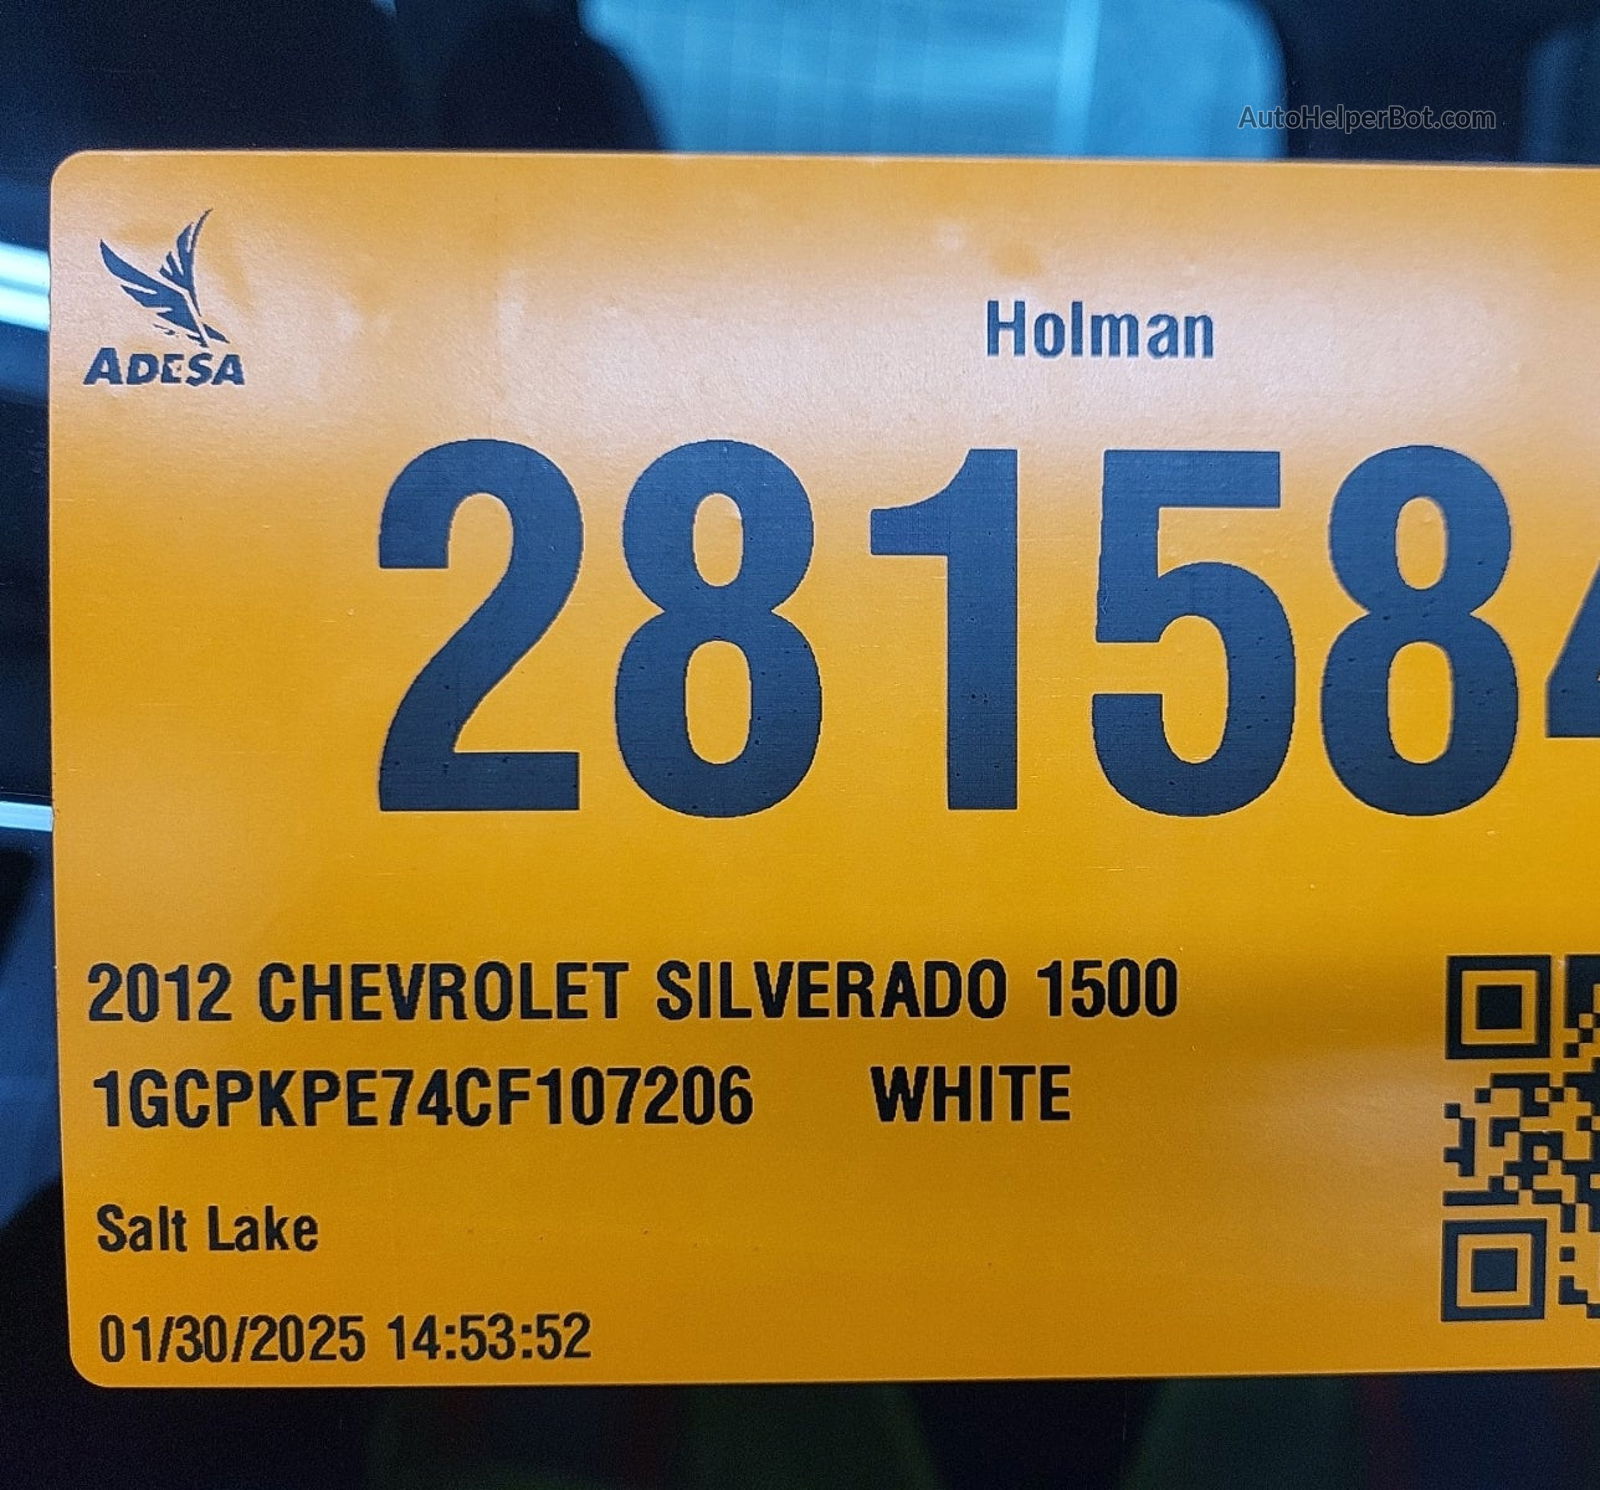 AutoHelperBot.com
ADESA
Holman
28158
2012 CHEVROLET SILVERADO 1500
1GCPKPE74CF107206 WHITE
Salt Lake
01/30/2025 14:53:52